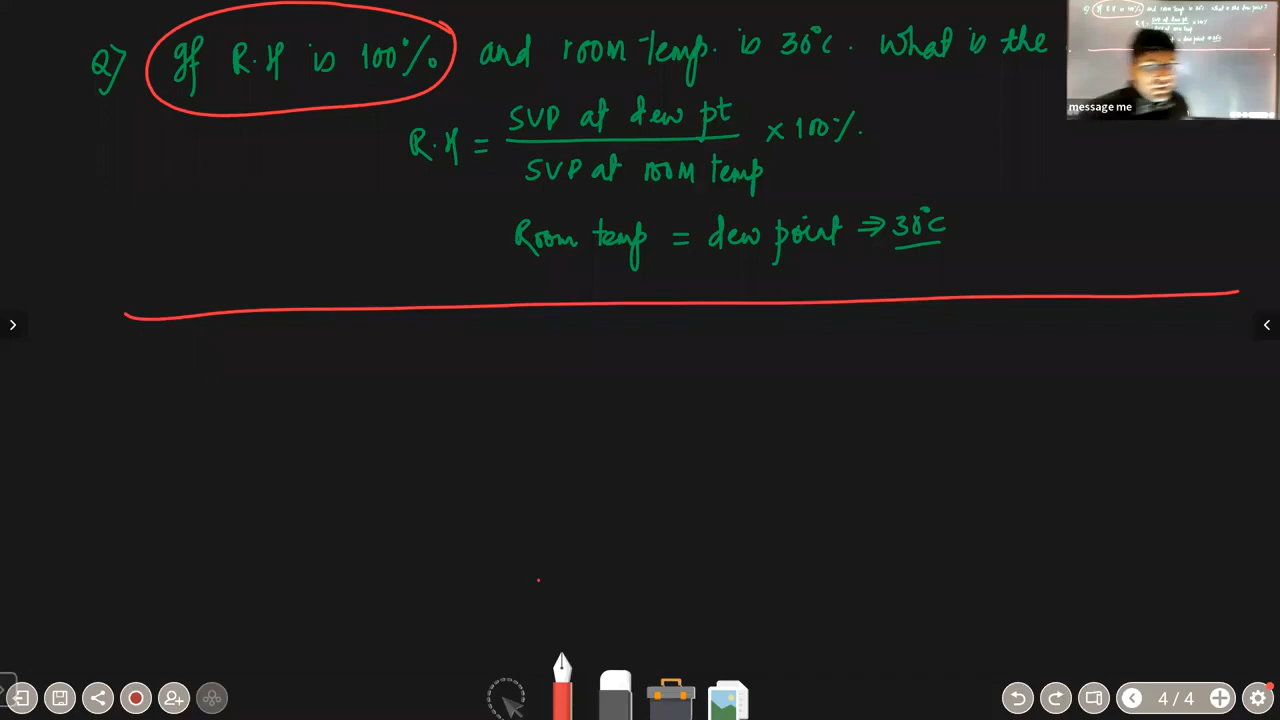 Q) If R.H is 100% and room temp. is 30°c. What is the
R.H = SVP at dew pt / SVP at room temp × 100%.
Room temp = dew point ⇒ 30°c
message me
4/4